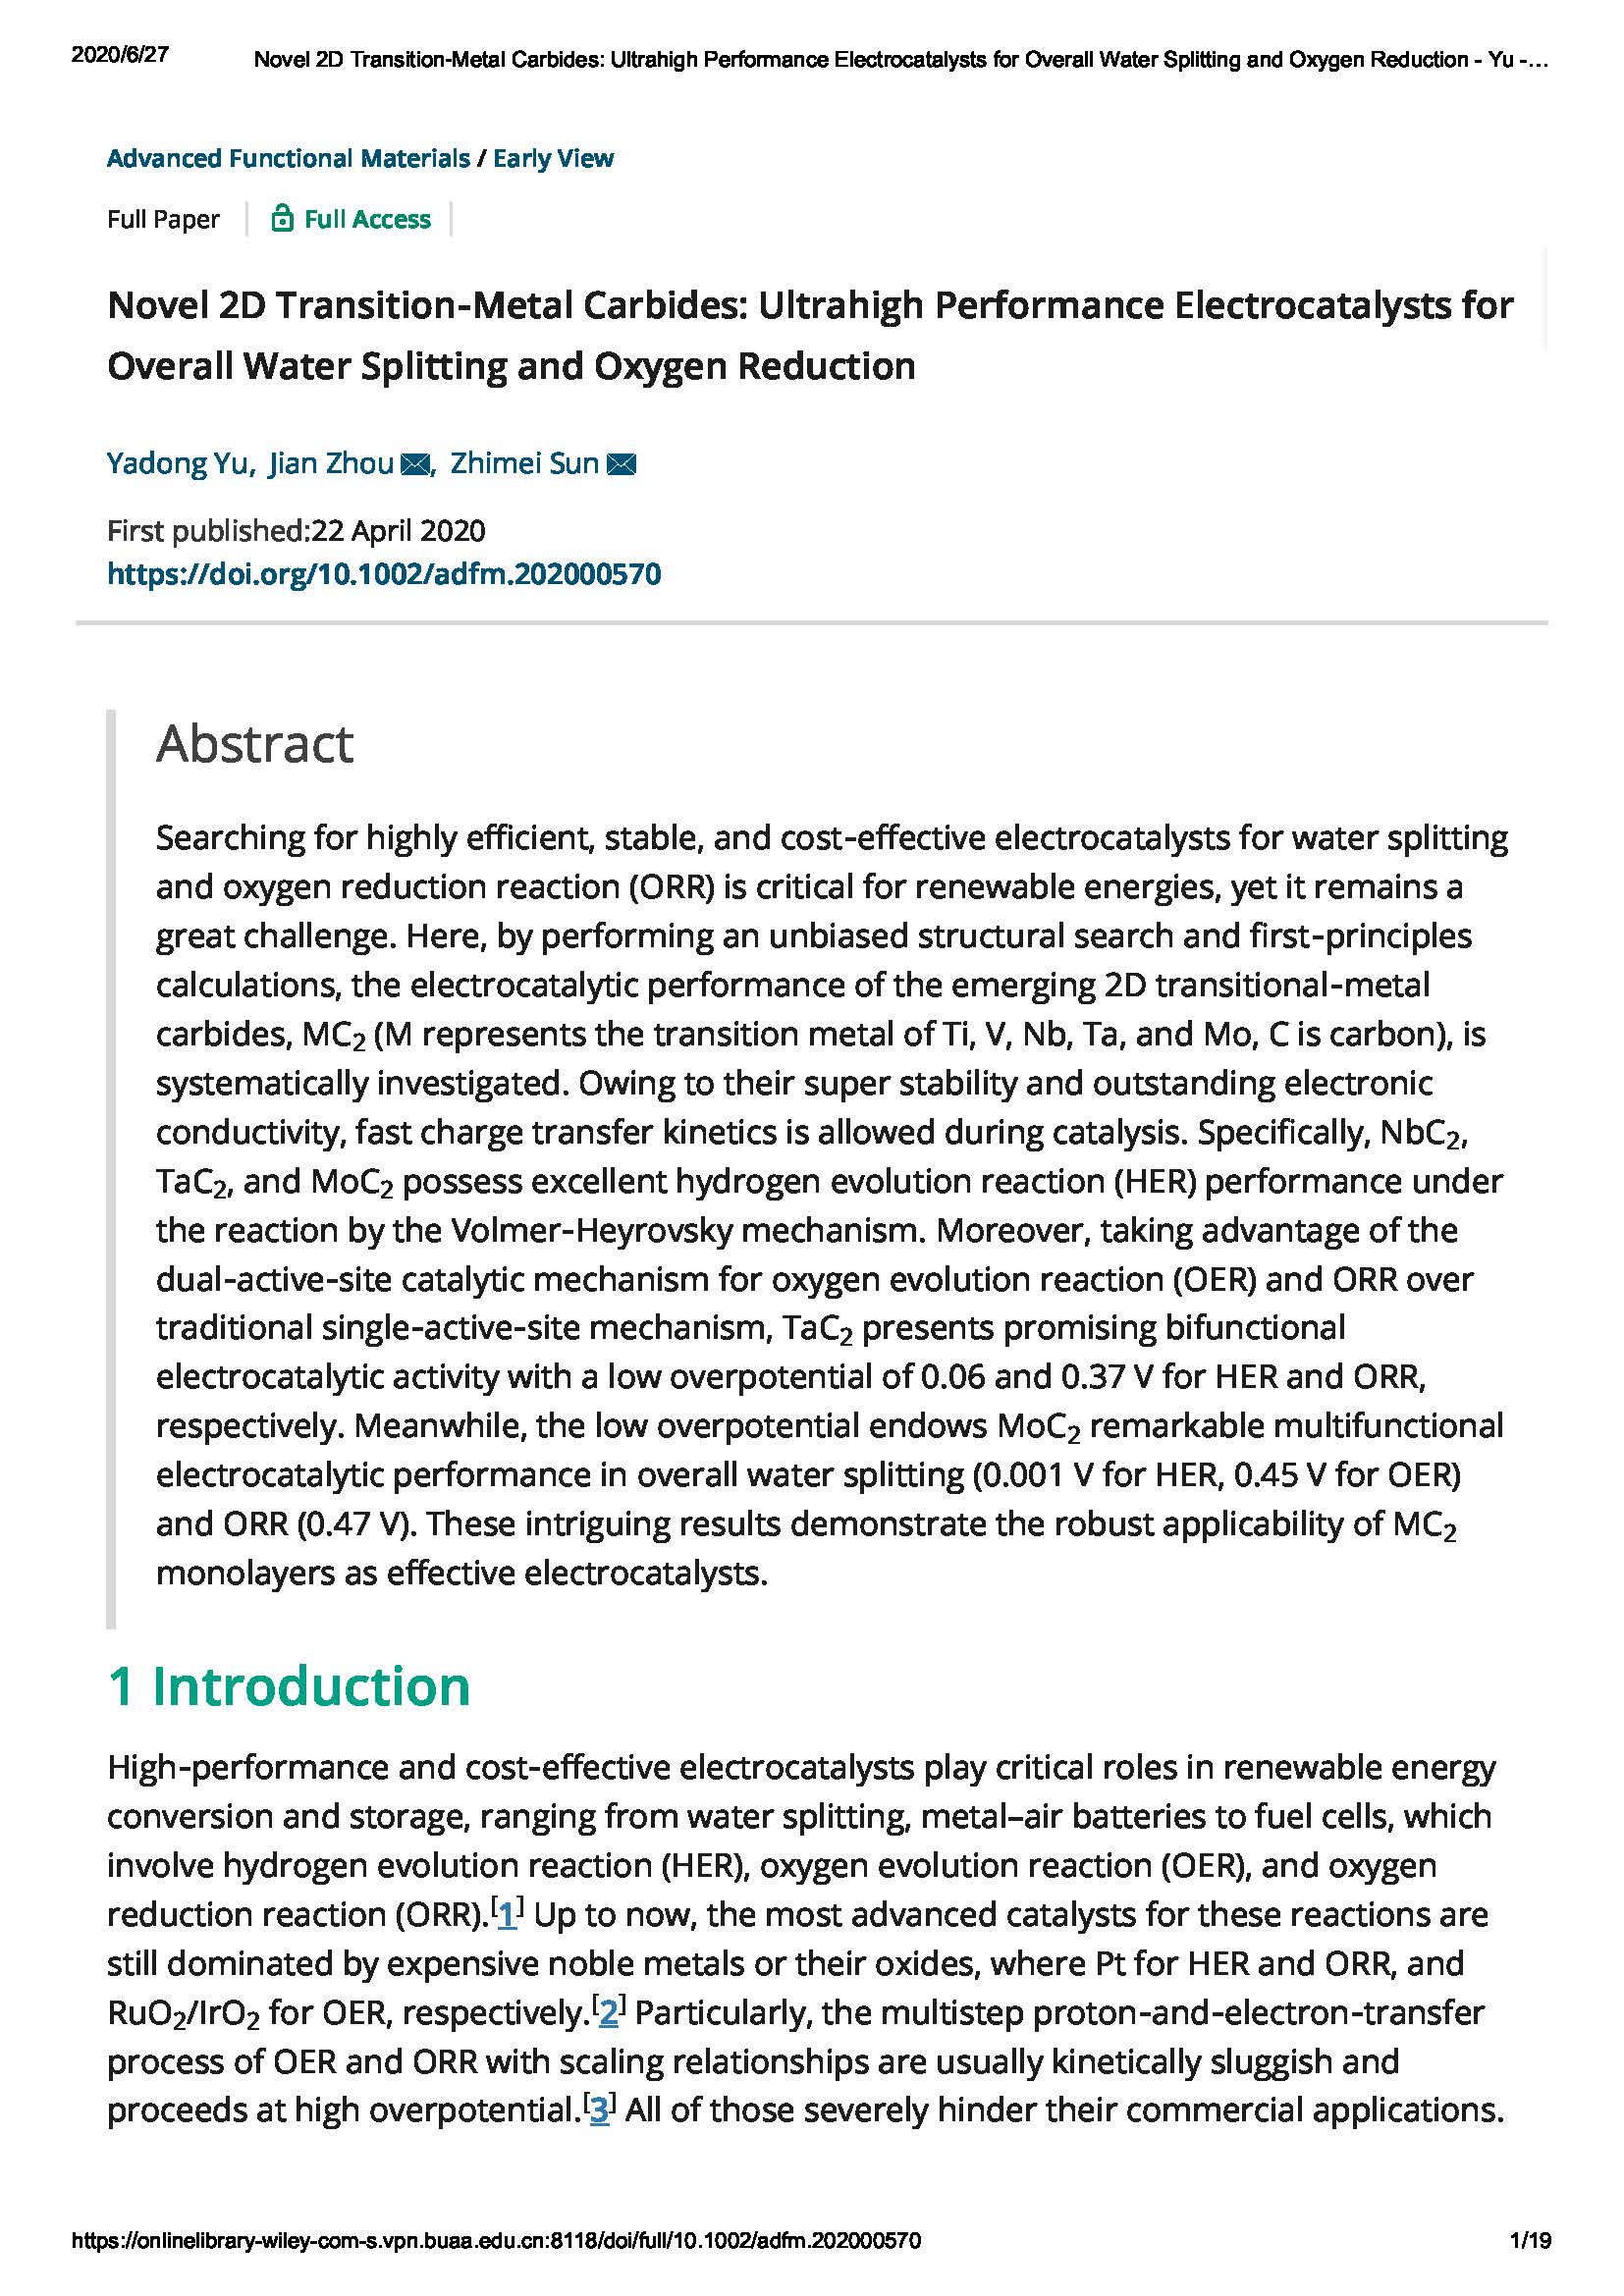 2020/6/27
Novel 2D Transition-Metal Carbides: Ultrahigh Performance Electrocatalysts for Overall Water Splitting and Oxygen Reduction - Yu -…
Advanced Functional Materials / Early View
Full Paper
Full Access
Novel 2D Transition-Metal Carbides: Ultrahigh Performance Electrocatalysts for
Overall Water Splitting and Oxygen Reduction
Yadong Yu, Jian Zhou, Zhimei Sun
First published:22 April 2020
https://doi.org/10.1002/adfm.202000570
Abstract
Searching for highly efficient, stable, and cost-effective electrocatalysts for water splitting
and oxygen reduction reaction (ORR) is critical for renewable energies, yet it remains a
great challenge. Here, by performing an unbiased structural search and first-principles
calculations, the electrocatalytic performance of the emerging 2D transitional-metal
carbides, MC₂ (M represents the transition metal of Ti, V, Nb, Ta, and Mo, C is carbon), is
systematically investigated. Owing to their super stability and outstanding electronic
conductivity, fast charge transfer kinetics is allowed during catalysis. Specifically, NbC₂,
TaC₂, and MoC₂ possess excellent hydrogen evolution reaction (HER) performance under
the reaction by the Volmer-Heyrovsky mechanism. Moreover, taking advantage of the
dual-active-site catalytic mechanism for oxygen evolution reaction (OER) and ORR over
traditional single-active-site mechanism, TaC₂ presents promising bifunctional
electrocatalytic activity with a low overpotential of 0.06 and 0.37 V for HER and ORR,
respectively. Meanwhile, the low overpotential endows MoC₂ remarkable multifunctional
electrocatalytic performance in overall water splitting (0.001 V for HER, 0.45 V for OER)
and ORR (0.47 V). These intriguing results demonstrate the robust applicability of MC₂
monolayers as effective electrocatalysts.
1 Introduction
High-performance and cost-effective electrocatalysts play critical roles in renewable energy
conversion and storage, ranging from water splitting, metal–air batteries to fuel cells, which
involve hydrogen evolution reaction (HER), oxygen evolution reaction (OER), and oxygen
reduction reaction (ORR).[1] Up to now, the most advanced catalysts for these reactions are
still dominated by expensive noble metals or their oxides, where Pt for HER and ORR, and
RuO₂/IrO₂ for OER, respectively.[2] Particularly, the multistep proton-and-electron-transfer
process of OER and ORR with scaling relationships are usually kinetically sluggish and
proceeds at high overpotential.[3] All of those severely hinder their commercial applications.
https://onlinelibrary-wiley-com-s.vpn.buaa.edu.cn:8118/doi/full/10.1002/adfm.202000570
1/19